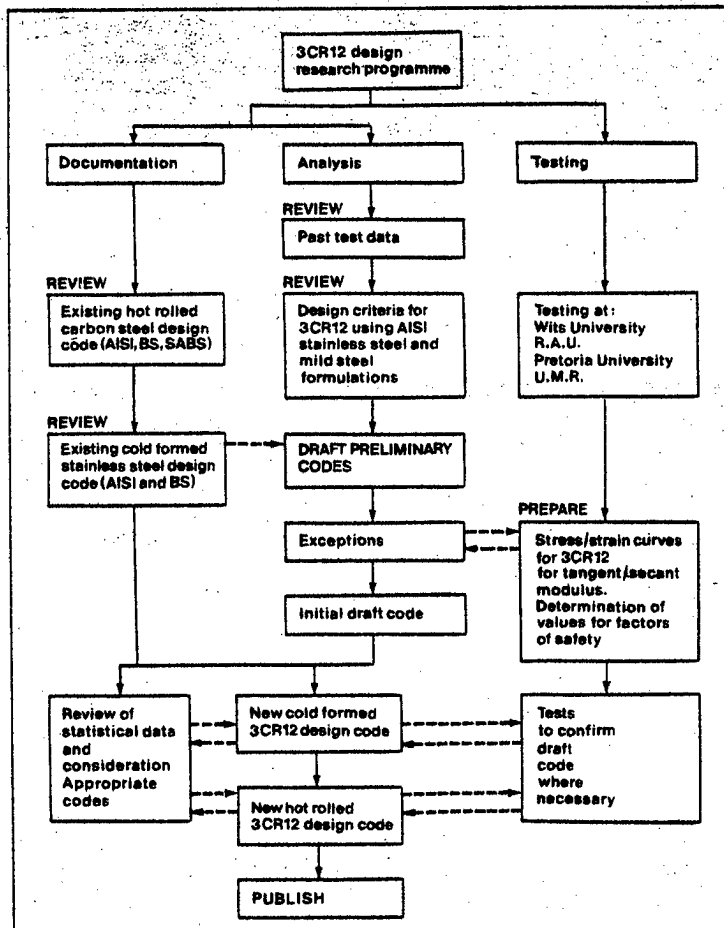 3CR12 design
research programme
Documentation
Analysis
Testing
REVIEW
Past test data
REVIEW
Existing hot rolled
carbon steel design
code (AISI, BS, SABS)
REVIEW
Design criteria for
3CR12 using AISI
stainless steel and
mild steel
formulations
Testing at:
Wits University
R.A.U.
Pretoria University
U.M.R.
REVIEW
Existing cold formed
stainless steel design
code (AISI and BS)
DRAFT PRELIMINARY
CODES
Exceptions
PREPARE
Stress/strain curves
for 3CR12
for tangent/secant
modulus.
Determination of
values for factors
of safety
Initial draft code
Review of
statistical data
and
consideration
Appropriate
codes
New cold formed
3CR12 design code
Tests
to confirm
draft
code
where
necessary
New hot rolled
3CR12 design code
PUBLISH